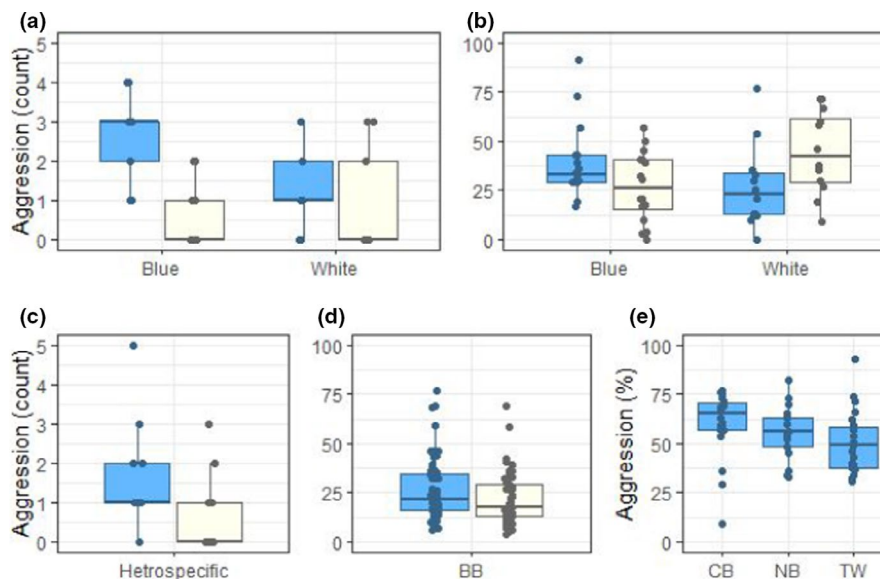 (a)
Aggression (count)
5
4
3
2
1
0
Blue
White
(b)
100
75
50
25
0
Blue
White
(c)
Aggression (count)
5
4
3
2
1
0
Hetrospecific
(d)
100
75
50
25
0
BB
(e)
Aggression (%)
100
75
50
25
0
CB
NB
TW